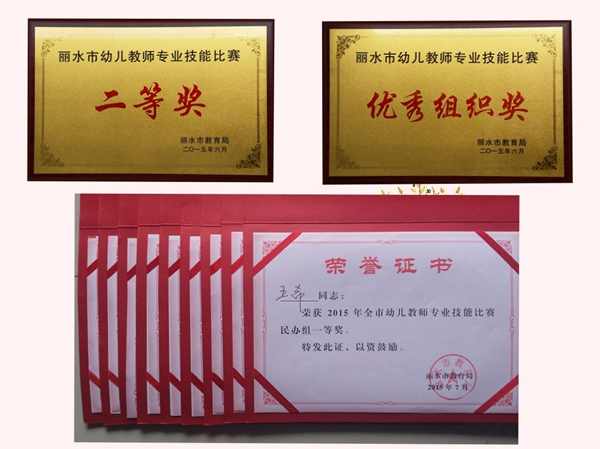 丽水市幼儿教师专业技能比赛
二等奖
丽水市教育局
二〇一五年六月
丽水市幼儿教师专业技能比赛
优秀组织奖
丽水市教育局
二〇一五年六月
荣誉证书
同志：
荣获 2015 年全市幼儿教师专业技能比赛
民办组一等奖。
特发此证，以资鼓励。
丽水市教育局
2015 年 7 月